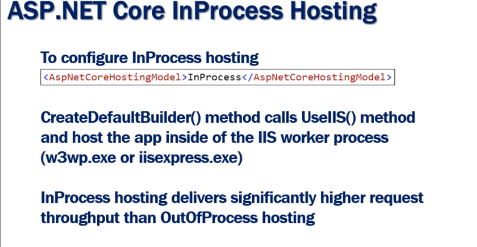 ASP.NET Core InProcess Hosting
To configure InProcess hosting
<AspNetCoreHostingModel>InProcess</AspNetCoreHostingModel>
CreateDefaultBuilder() method calls UseIIS() method
and host the app inside of the IIS worker process
(w3wp.exe or iisexpress.exe)
InProcess hosting delivers significantly higher request
throughput than OutOfProcess hosting